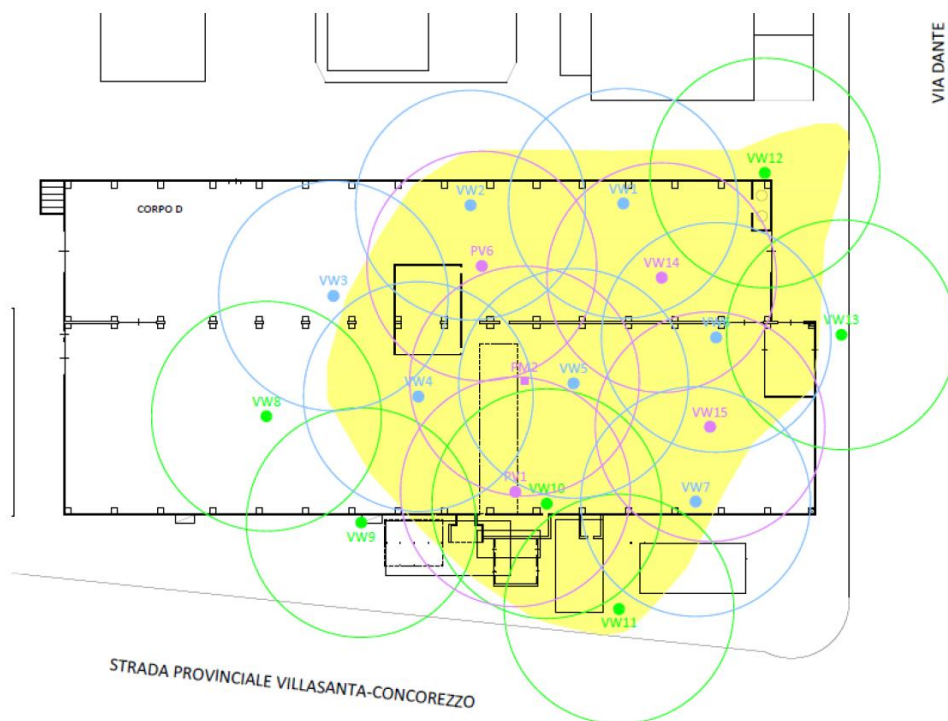 VIA DANTE
VW12
VW2
VW1
CORPO D
PV6
VW14
VW3
VW13
PM2
VW5
VW4
VW8
VW15
PV1
VW10
VW7
VW9
VW11
STRADA PROVINCIALE VILLASANTA-CONCOREZZO